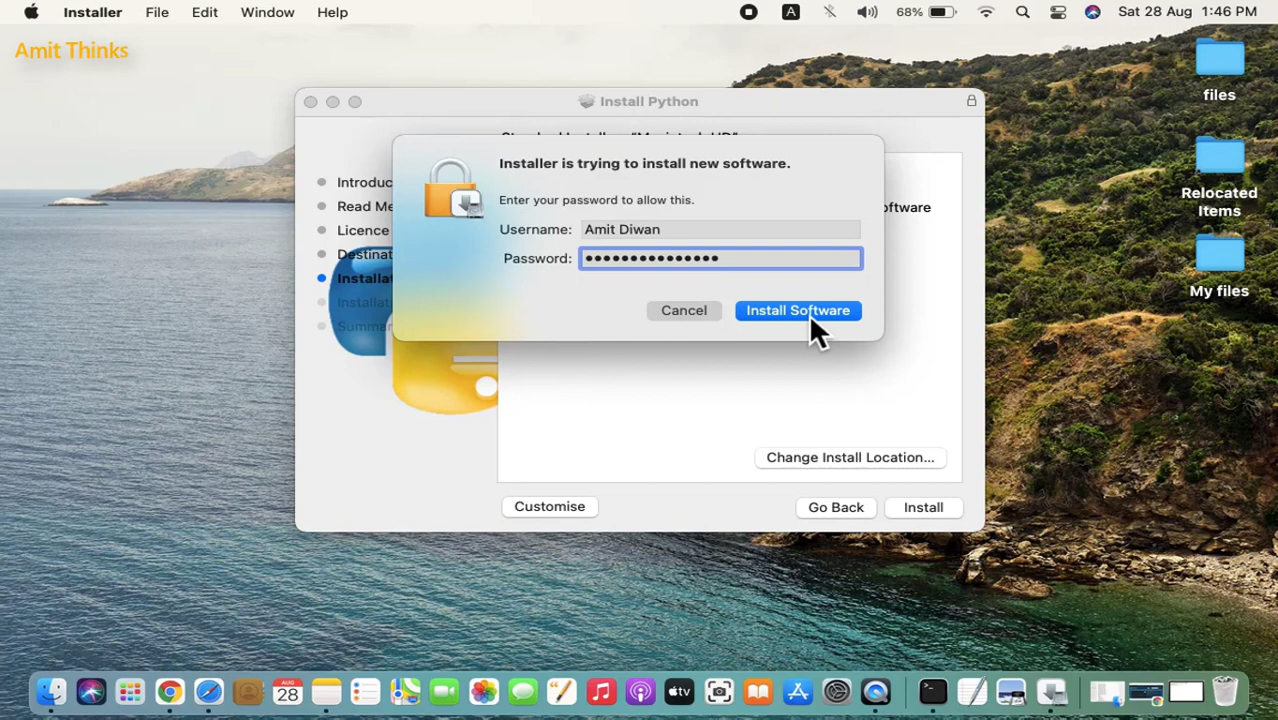 Installer File Edit Window Help A 68% Sat 28 Aug 1:46 PM
Amit Thinks
files
Relocated
Items
My files
Install Python
Installer is trying to install new software.
Enter your password to allow this.
Username: Amit Diwan
Password: •••••••••••••••
Cancel Install Software
Introduc
Read Me
Licence
Destinat
Installat
Installat
Summar
oftware
Change Install Location...
Customise Go Back Install
AUG
28
tv